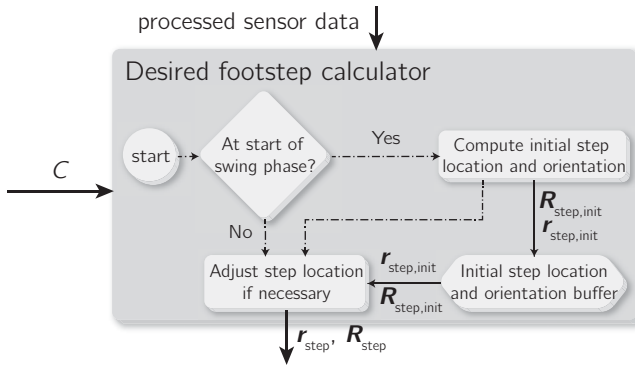 processed sensor data
Desired footstep calculator
start
At start of
swing phase?
Yes
Compute initial step
location and orientation
C
No
R step,init
r step,init
Adjust step location
if necessary
r step,init
R step,init
Initial step location
and orientation buffer
r step, R step